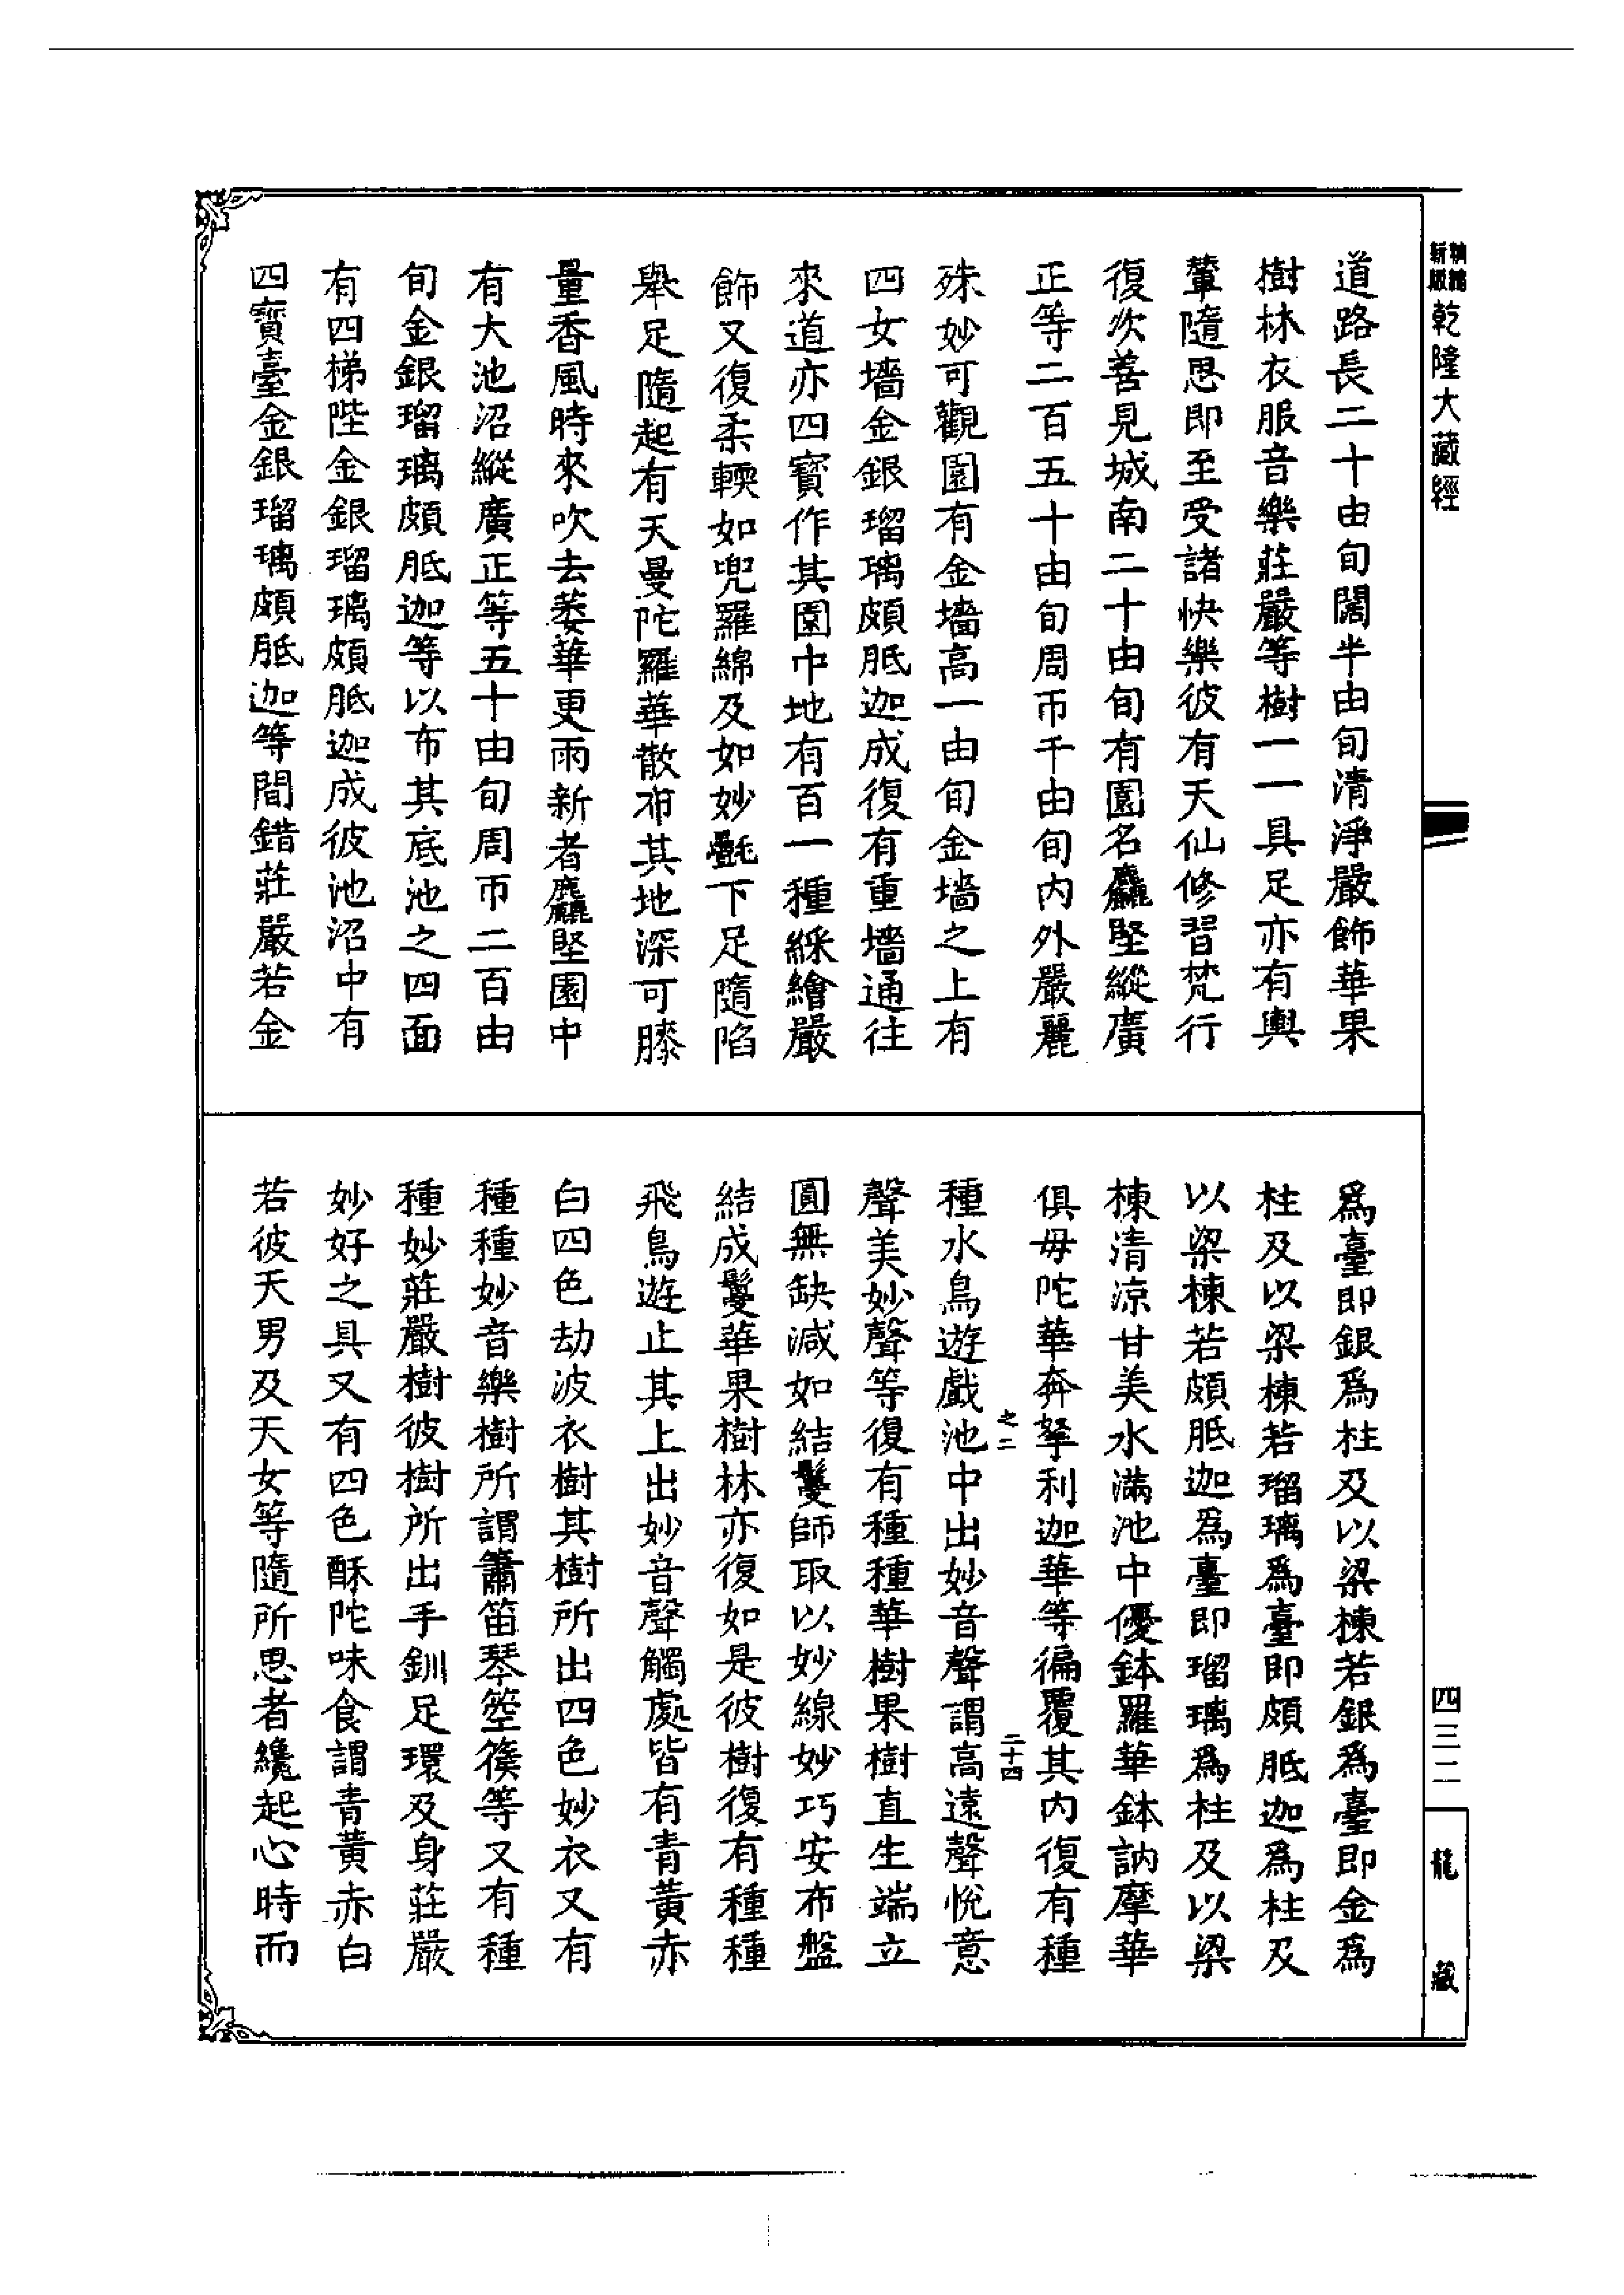 新編
縮版
乾隆大藏經
道路長二十由旬闊半由旬清淨嚴飾華果
樹林衣服音樂莊嚴等樹一一具足亦有輿
輦隨思即至受諸快樂彼有天仙修習梵行
復次善見城南二十由旬有園名麤堅縱廣
正等二百五十由旬周帀千由旬內外嚴麗
殊妙可觀園有金墻高一由旬金墻之上有
四女墻金銀瑠璃頗胝迦成復有重墻通往
來道亦四寶作其園中地有百一種綵繪嚴
飾又復柔輭如兜羅綿及如妙㲲下足隨陷
舉足隨起有天曼陀羅華散布其地深可膝
量香風時來吹去萎華更雨新者麤堅園中
有大池沼縱廣正等五十由旬周帀二百由
旬金銀瑠璃頗胝迦等以布其底池之四面
有四梯陛金銀瑠璃頗胝迦成彼池沼中有
四寶臺金銀瑠璃頗胝迦等間錯莊嚴若金
爲臺即銀爲柱及以梁棟若銀爲臺即金爲
柱及以梁棟若瑠璃爲臺即頗胝迦爲柱及
以梁棟若頗胝迦爲臺即瑠璃爲柱及以梁
棟清凉甘美水滿池中優鉢羅華鉢訥摩華
俱毋陀華奔拏利迦華等徧覆其內復有種
之二 二十四
種水鳥遊戲池中出妙音聲謂高遠聲悅意
聲美妙聲等復有種種華樹果樹直生端立
圓無缺減如結鬘師取以妙線妙巧安布盤
結成鬘華果樹林亦復如是彼樹復有種種
飛鳥遊止其上出妙音聲觸處皆有青黃赤
白四色劫波衣樹其樹所出四色妙衣又有
種種妙音樂樹所謂簫笛琴箜篌等又有種
種妙莊嚴樹彼樹所出手釧足環及身莊嚴
妙好之具又有四色酥陀味食謂青黃赤白
若彼天男及天女等隨所思者纔起心時而
四三二
龍藏